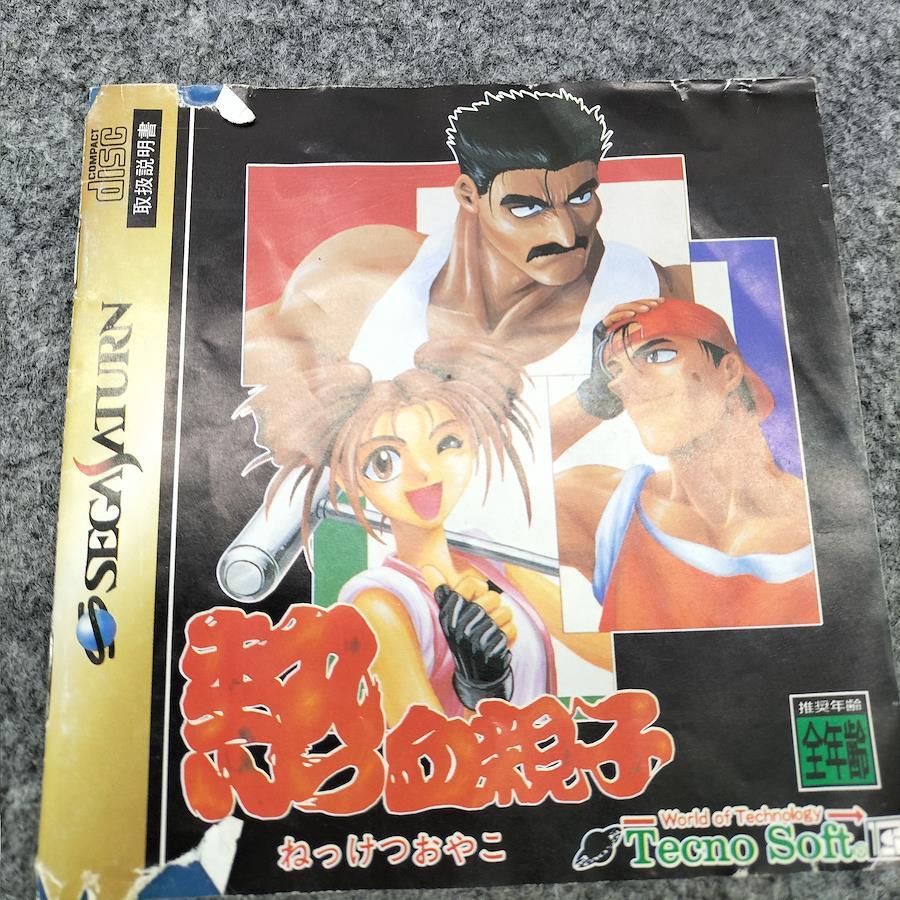 COMPACT
disc
取扱説明書
SEGA SATURN
熱血親子
ねっけつおやこ
推奨年齢
全年齢
World of Technology
Tecno Soft®